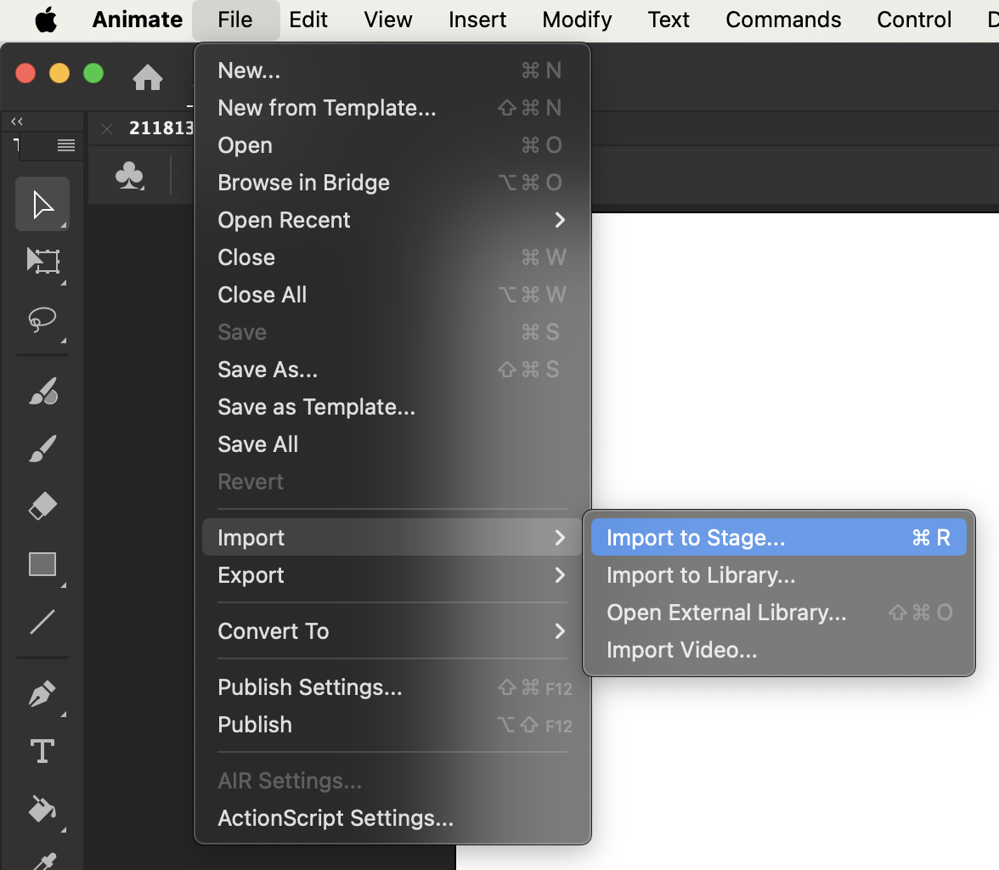 Animate File Edit View Insert Modify Text Commands Control
211813
New... ⌘ N
New from Template... ⇧ ⌘ N
Open ⌘ O
Browse in Bridge ⌥ ⌘ O
Open Recent
Close ⌘ W
Close All ⌥ ⌘ W
Save ⌘ S
Save As... ⇧ ⌘ S
Save as Template...
Save All
Revert
Import
Import to Stage... ⌘ R
Export
Import to Library...
Open External Library... ⇧ ⌘ O
Convert To
Import Video...
Publish Settings... ⇧ ⌘ F12
Publish ⌥ ⇧ F12
AIR Settings...
ActionScript Settings...